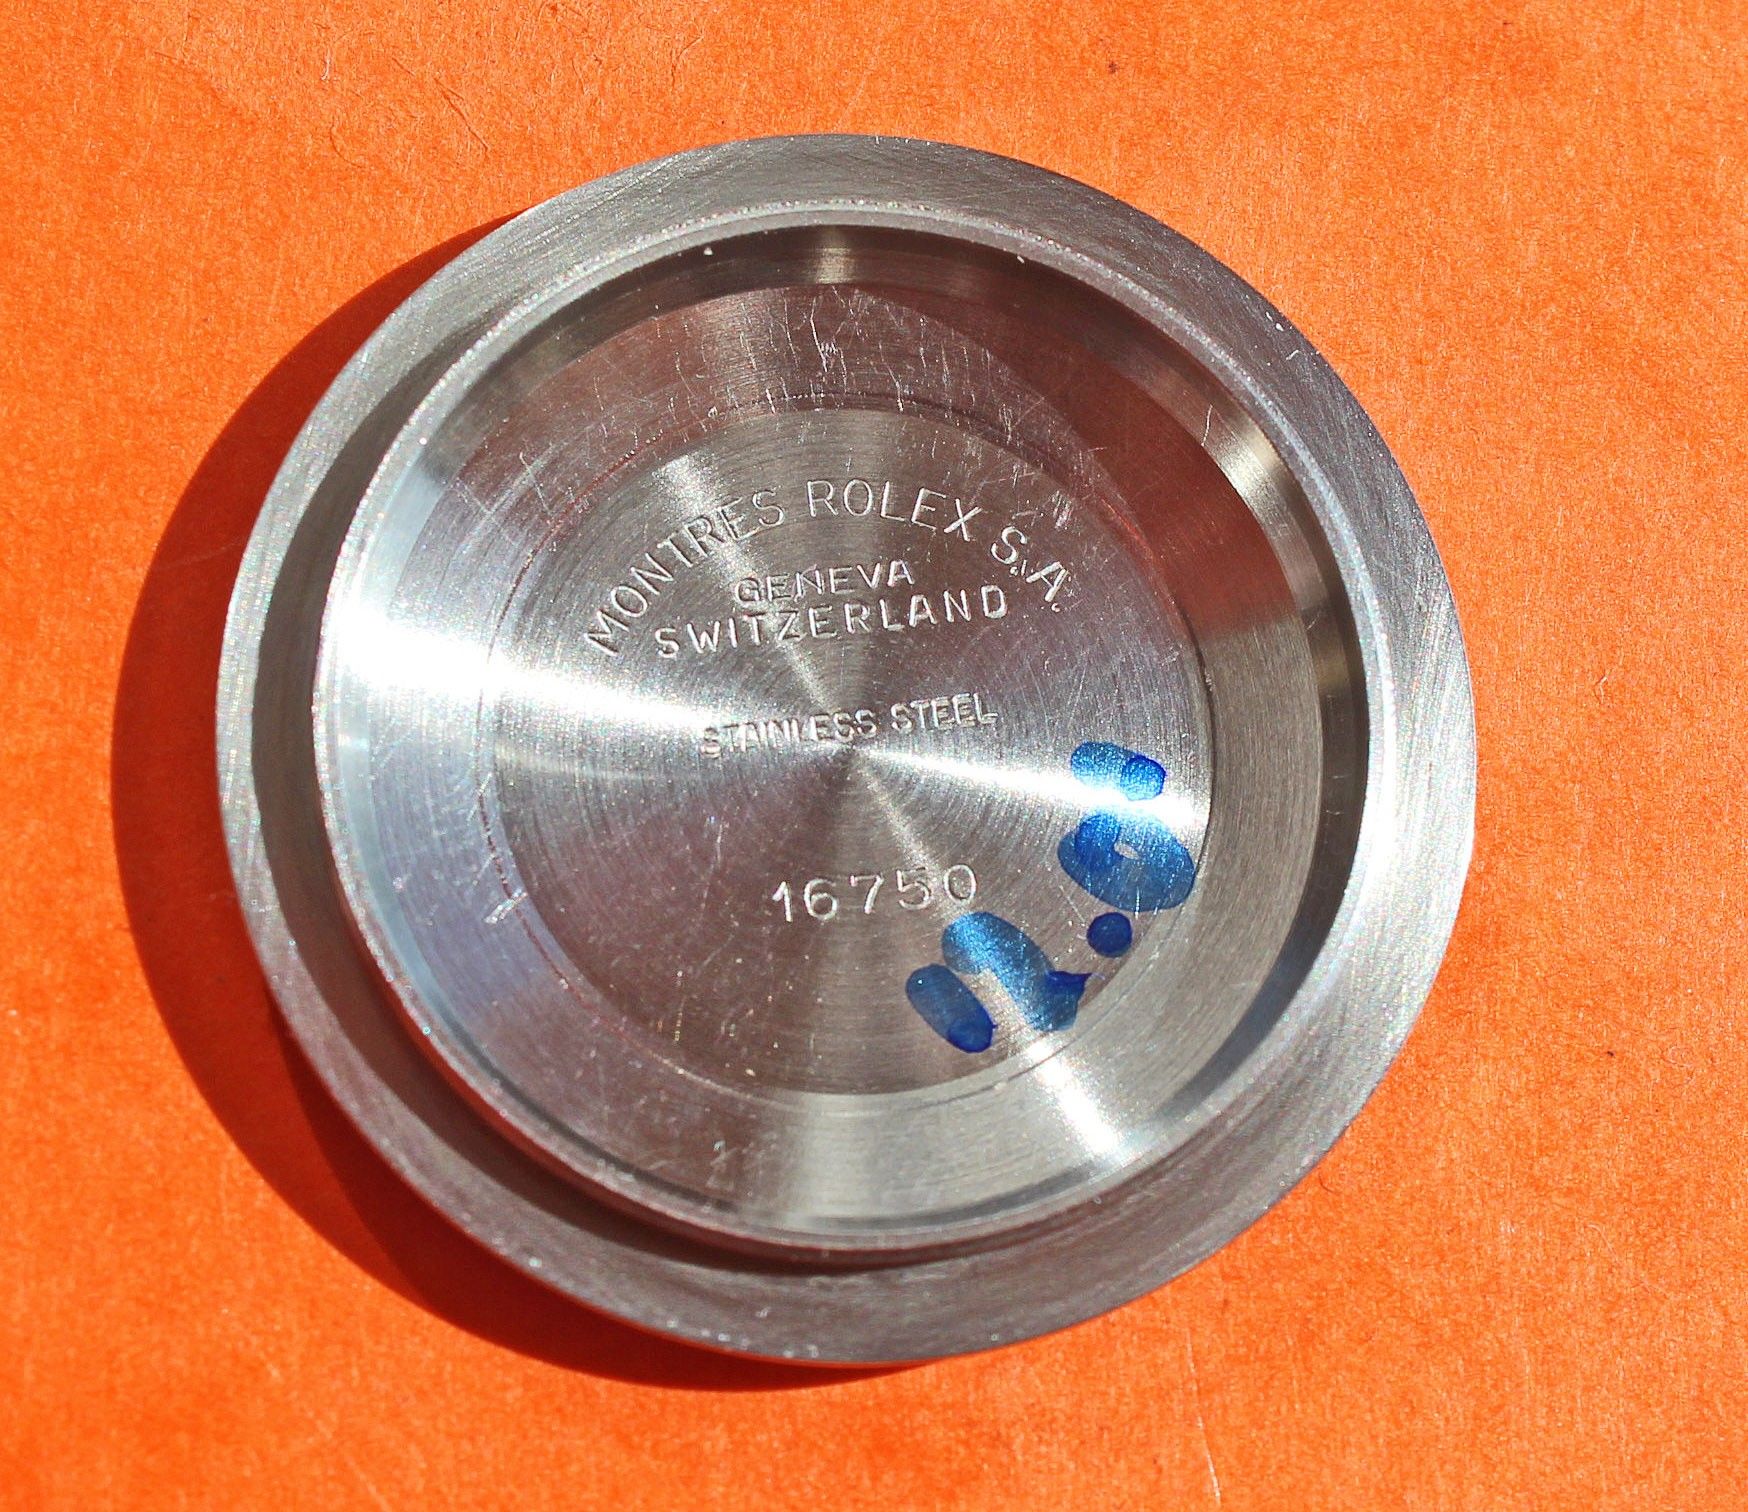 MONTRES ROLEX S.A.
GENEVA
SWITZERLAND
STAINLESS STEEL
16750